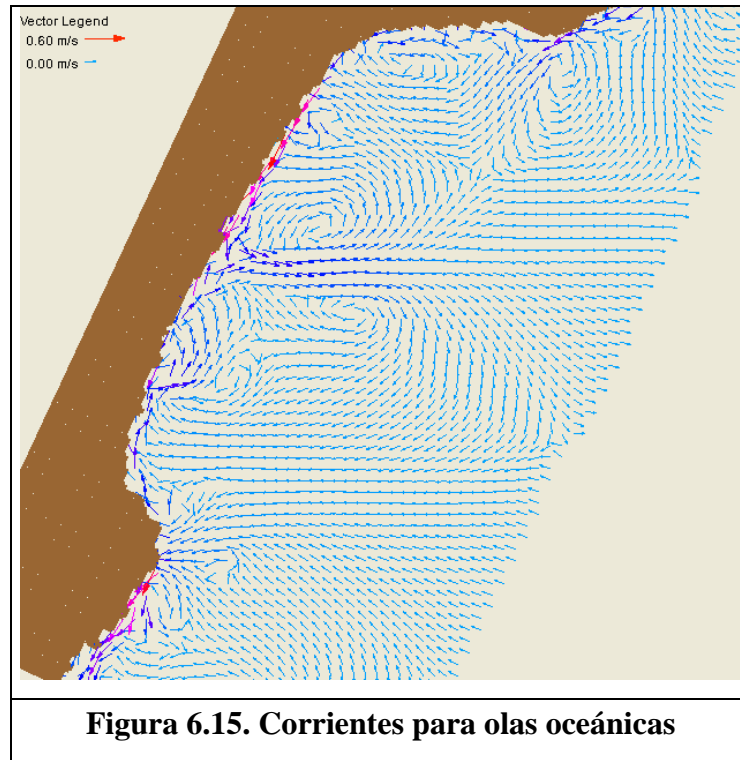 Vector Legend
0.60 m/s
0.00 m/s
Figura 6.15. Corrientes para olas oceánicas